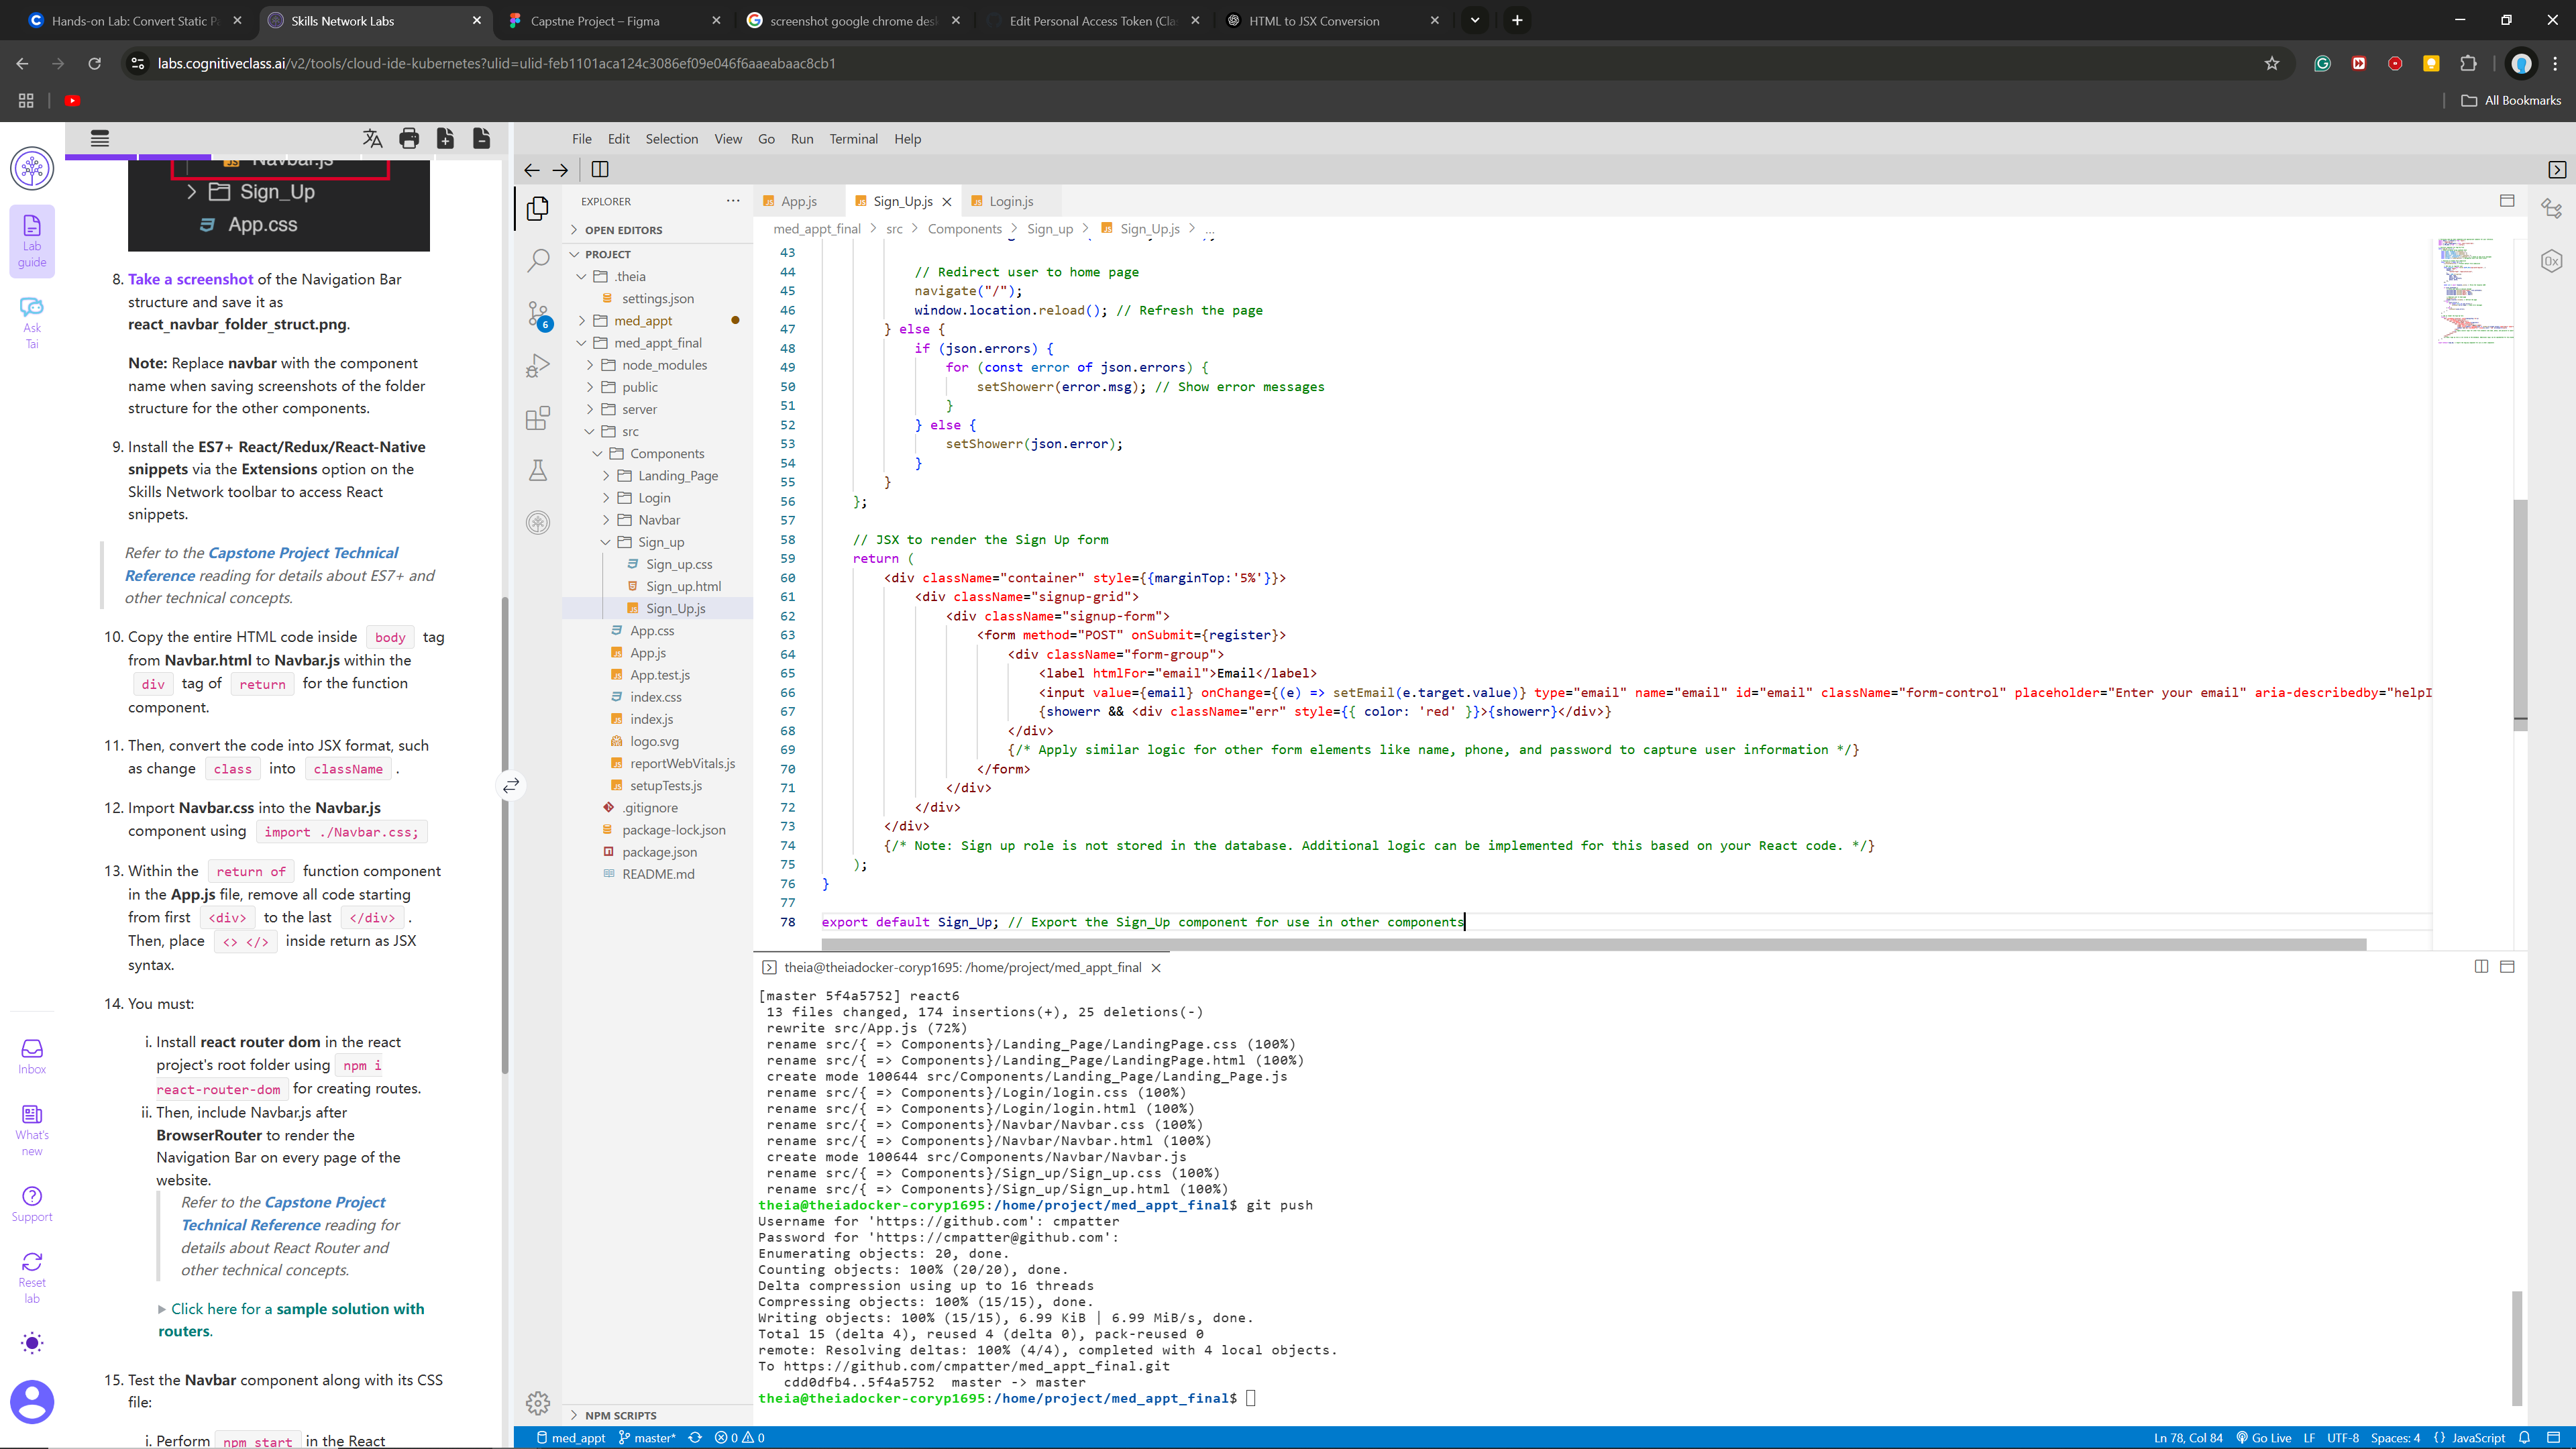 Hands-on Lab: Convert Static Pa
Skills Network Labs
Capstne Project – Figma
screenshot google chrome desk
Edit Personal Access Token (Cla
HTML to JSX Conversion
labs.cognitiveclass.ai/v2/tools/cloud-ide-kubernetes?ulid=ulid-feb1101aca124c3086ef09e046f6aaeabaac8cb1
All Bookmarks
Lab
guide
Ask
Tai
Inbox
What's
new
Support
Reset
lab
Navbar.js
Sign_Up
App.css
8. Take a screenshot of the Navigation Bar
structure and save it as
react_navbar_folder_struct.png.
Note: Replace navbar with the component
name when saving screenshots of the folder
structure for the other components.
9. Install the ES7+ React/Redux/React-Native
snippets via the Extensions option on the
Skills Network toolbar to access React
snippets.
Refer to the Capstone Project Technical
Reference reading for details about ES7+ and
other technical concepts.
10. Copy the entire HTML code inside body tag
from Navbar.html to Navbar.js within the
div tag of return for the function
component.
11. Then, convert the code into JSX format, such
as change class into className .
12. Import Navbar.css into the Navbar.js
component using import ./Navbar.css;
13. Within the return of function component
in the App.js file, remove all code starting
from first <div> to the last </div> .
Then, place <> </> inside return as JSX
syntax.
14. You must:
i. Install react router dom in the react
project's root folder using npm i
react-router-dom for creating routes.
ii. Then, include Navbar.js after
BrowserRouter to render the
Navigation Bar on every page of the
website.
Refer to the Capstone Project
Technical Reference reading for
details about React Router and
other technical concepts.
Click here for a sample solution with
routers.
15. Test the Navbar component along with its CSS
file:
i. Perform npm start in the React
File Edit Selection View Go Run Terminal Help
EXPLORER
OPEN EDITORS
PROJECT
.theia
settings.json
med_appt
med_appt_final
node_modules
public
server
src
Components
Landing_Page
Login
Navbar
Sign_up
Sign_up.css
Sign_up.html
Sign_Up.js
App.css
App.js
App.test.js
index.css
index.js
logo.svg
reportWebVitals.js
setupTests.js
.gitignore
package-lock.json
package.json
README.md
NPM SCRIPTS
6
App.js
Sign_Up.js
Login.js
med_appt_final > src > Components > Sign_up > Sign_Up.js > ...
43
44 // Redirect user to home page
45 navigate("/");
46 window.location.reload(); // Refresh the page
47 } else {
48 if (json.errors) {
49 for (const error of json.errors) {
50 setShowerr(error.msg); // Show error messages
51 }
52 } else {
53 setShowerr(json.error);
54 }
55 }
56 };
57
58 // JSX to render the Sign Up form
59 return (
60 <div className="container" style={{marginTop:'5%'}}>
61 <div className="signup-grid">
62 <div className="signup-form">
63 <form method="POST" onSubmit={register}>
64 <div className="form-group">
65 <label htmlFor="email">Email</label>
66 <input value={email} onChange={(e) => setEmail(e.target.value)} type="email" name="email" id="email" className="form-control" placeholder="Enter your email" aria-describedby="helpI
67 {showerr && <div className="err" style={{ color: 'red' }}>{showerr}</div>}
68 </div>
69 {/* Apply similar logic for other form elements like name, phone, and password to capture user information */}
70 </form>
71 </div>
72 </div>
73 </div>
74 {/* Note: Sign up role is not stored in the database. Additional logic can be implemented for this based on your React code. */}
75 );
76 }
77
78 export default Sign_Up; // Export the Sign_Up component for use in other components
theia@theiadocker-coryp1695: /home/project/med_appt_final
[master 5f4a5752] react6
13 files changed, 174 insertions(+), 25 deletions(-)
rewrite src/App.js (72%)
rename src/{ => Components}/Landing_Page/LandingPage.css (100%)
rename src/{ => Components}/Landing_Page/LandingPage.html (100%)
create mode 100644 src/Components/Landing_Page/Landing_Page.js
rename src/{ => Components}/Login/login.css (100%)
rename src/{ => Components}/Login/login.html (100%)
rename src/{ => Components}/Navbar/Navbar.css (100%)
rename src/{ => Components}/Navbar/Navbar.html (100%)
create mode 100644 src/Components/Navbar/Navbar.js
rename src/{ => Components}/Sign_up/Sign_up.css (100%)
rename src/{ => Components}/Sign_up/Sign_up.html (100%)
theia@theiadocker-coryp1695:/home/project/med_appt_final$ git push
Username for 'https://github.com': cmpatter
Password for 'https://cmpatter@github.com':
Enumerating objects: 20, done.
Counting objects: 100% (20/20), done.
Delta compression using up to 16 threads
Compressing objects: 100% (15/15), done.
Writing objects: 100% (15/15), 6.99 KiB | 6.99 MiB/s, done.
Total 15 (delta 4), reused 4 (delta 0), pack-reused 0
remote: Resolving deltas: 100% (4/4), completed with 4 local objects.
To https://github.com/cmpatter/med_appt_final.git
cdd0dfb4..5f4a5752 master -> master
theia@theiadocker-coryp1695:/home/project/med_appt_final$
med_appt master* 0 0
Ln 78, Col 84 Go Live LF UTF-8 Spaces: 4 {} JavaScript